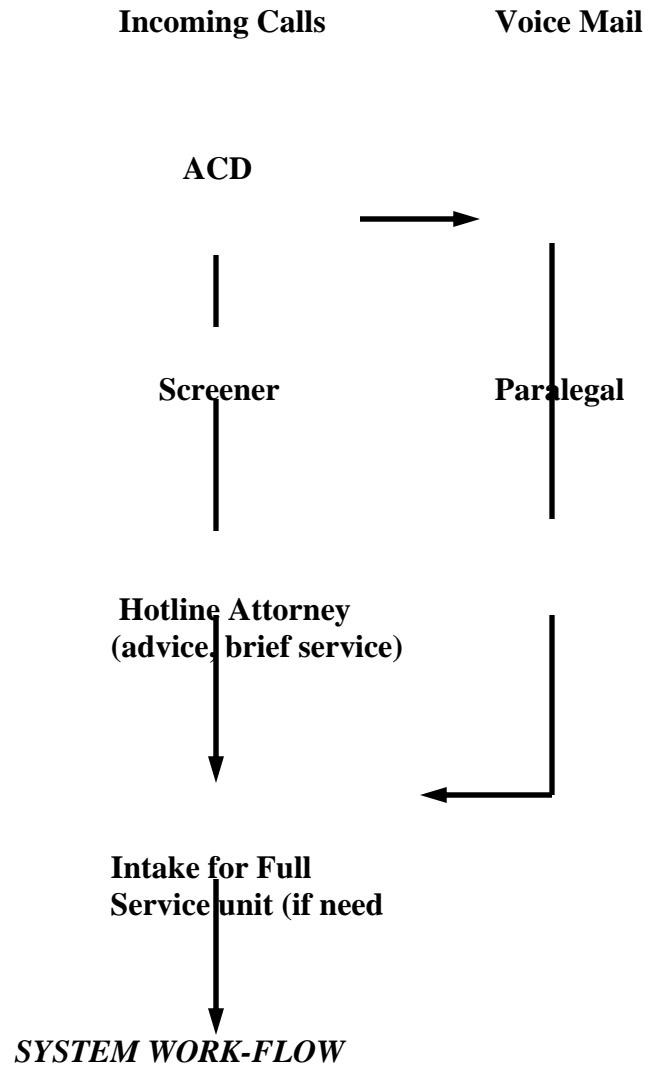 Incoming Calls
Voice Mail
ACD
Screener
Paralegal
Hotline Attorney
(advice, brief service)
Intake for Full
Service unit (if need
SYSTEM WORK-FLOW